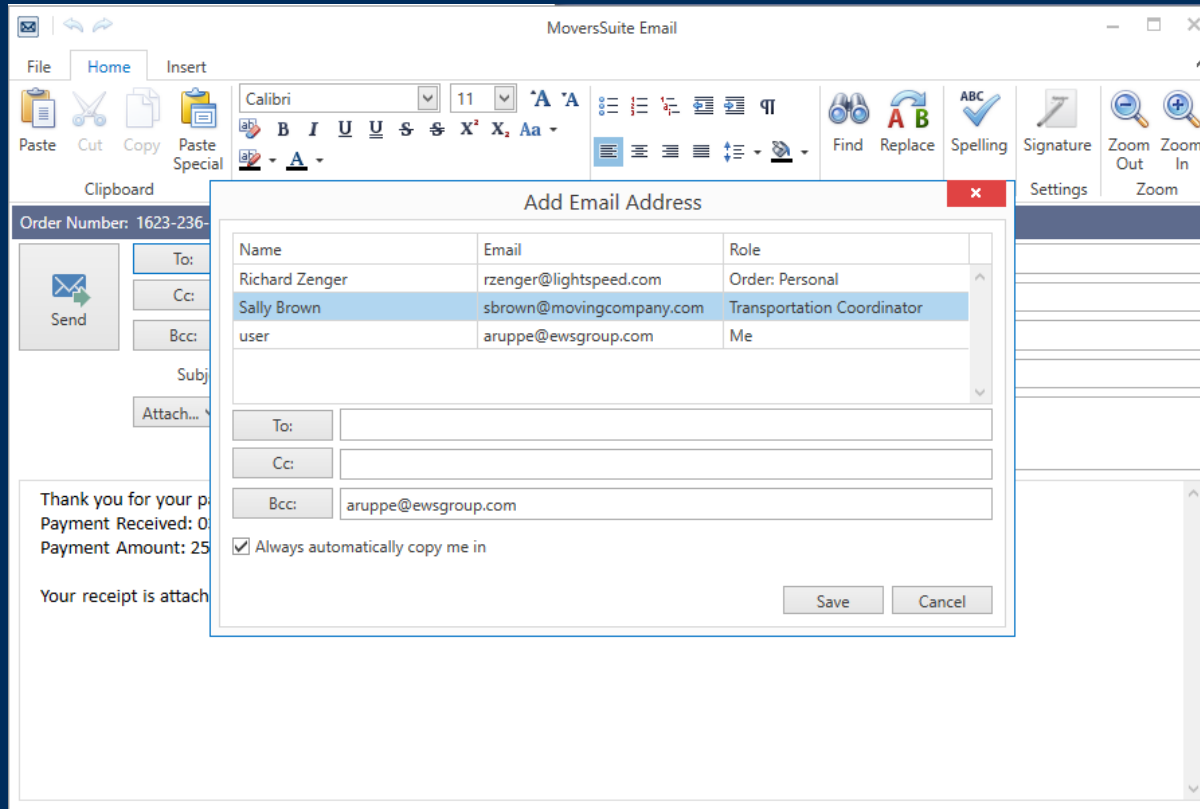 MoversSuite Email
File Home Insert
Calibri 11 A A
B I U U S S X² X₂ Aa
A
Paste Cut Copy Paste Special
Find Replace Spelling Signature Zoom Out Zoom In
ABC
A B
Clipboard Settings Zoom
Order Number: 1623-236-
Send
To:
Cc:
Bcc:
Subj
Attach...
Add Email Address
Name Email Role
Richard Zenger rzenger@lightspeed.com Order: Personal
Sally Brown sbrown@movingcompany.com Transportation Coordinator
user aruppe@ewsgroup.com Me
To:
Cc:
Bcc: aruppe@ewsgroup.com
Always automatically copy me in
Save Cancel
Thank you for your p
Payment Received: 0
Payment Amount: 25
Your receipt is attach